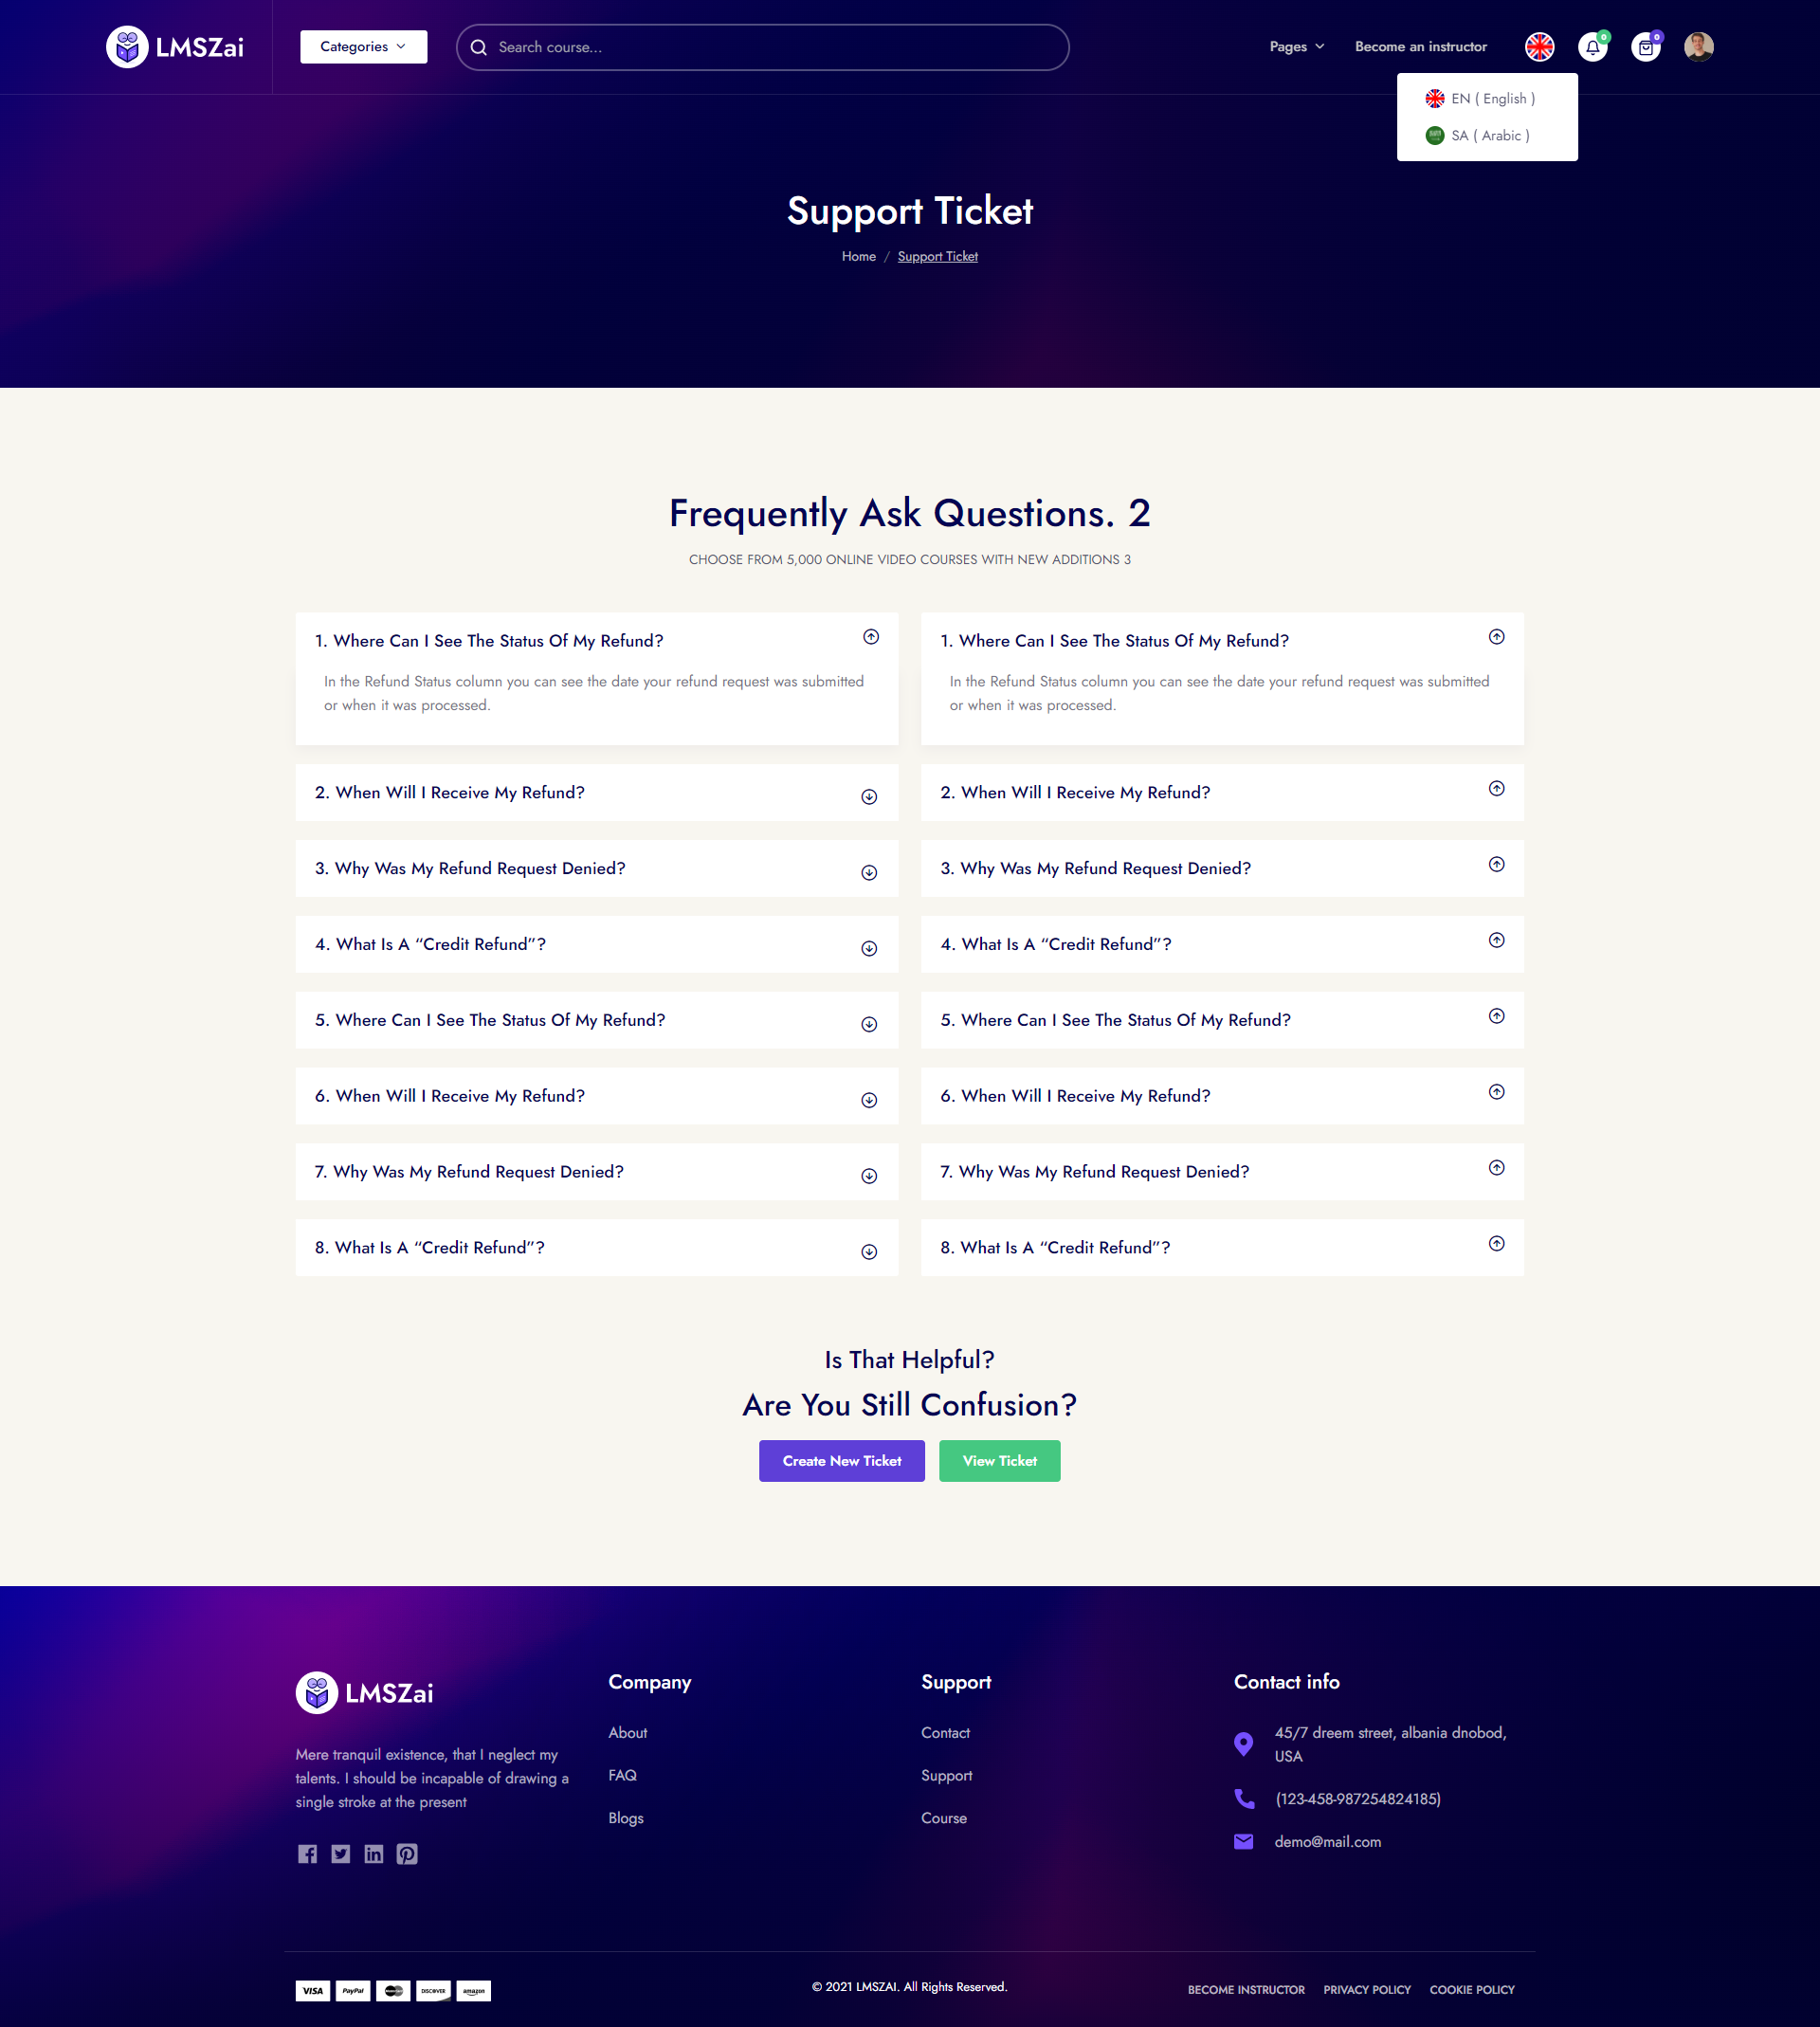 LMSZai
Categories
Search course...
Pages
Become an instructor
0
0
EN ( English )
SA ( Arabic )
Support Ticket
Home / Support Ticket
Frequently Ask Questions. 2
CHOOSE FROM 5,000 ONLINE VIDEO COURSES WITH NEW ADDITIONS 3
1. Where Can I See The Status Of My Refund?
In the Refund Status column you can see the date your refund request was submitted
or when it was processed.
2. When Will I Receive My Refund?
3. Why Was My Refund Request Denied?
4. What Is A “Credit Refund”?
5. Where Can I See The Status Of My Refund?
6. When Will I Receive My Refund?
7. Why Was My Refund Request Denied?
8. What Is A “Credit Refund”?
1. Where Can I See The Status Of My Refund?
In the Refund Status column you can see the date your refund request was submitted
or when it was processed.
2. When Will I Receive My Refund?
3. Why Was My Refund Request Denied?
4. What Is A “Credit Refund”?
5. Where Can I See The Status Of My Refund?
6. When Will I Receive My Refund?
7. Why Was My Refund Request Denied?
8. What Is A “Credit Refund”?
Is That Helpful?
Are You Still Confusion?
Create New Ticket
View Ticket
LMSZai
Mere tranquil existence, that I neglect my
talents. I should be incapable of drawing a
single stroke at the present
Company
About
FAQ
Blogs
Support
Contact
Support
Course
Contact info
45/7 dreem street, albania dnobod,
USA
(123-458-987254824185)
demo@mail.com
VISA
PayPal
DISCOVER
amazon
© 2021 LMSZAI. All Rights Reserved.
BECOME INSTRUCTOR
PRIVACY POLICY
COOKIE POLICY